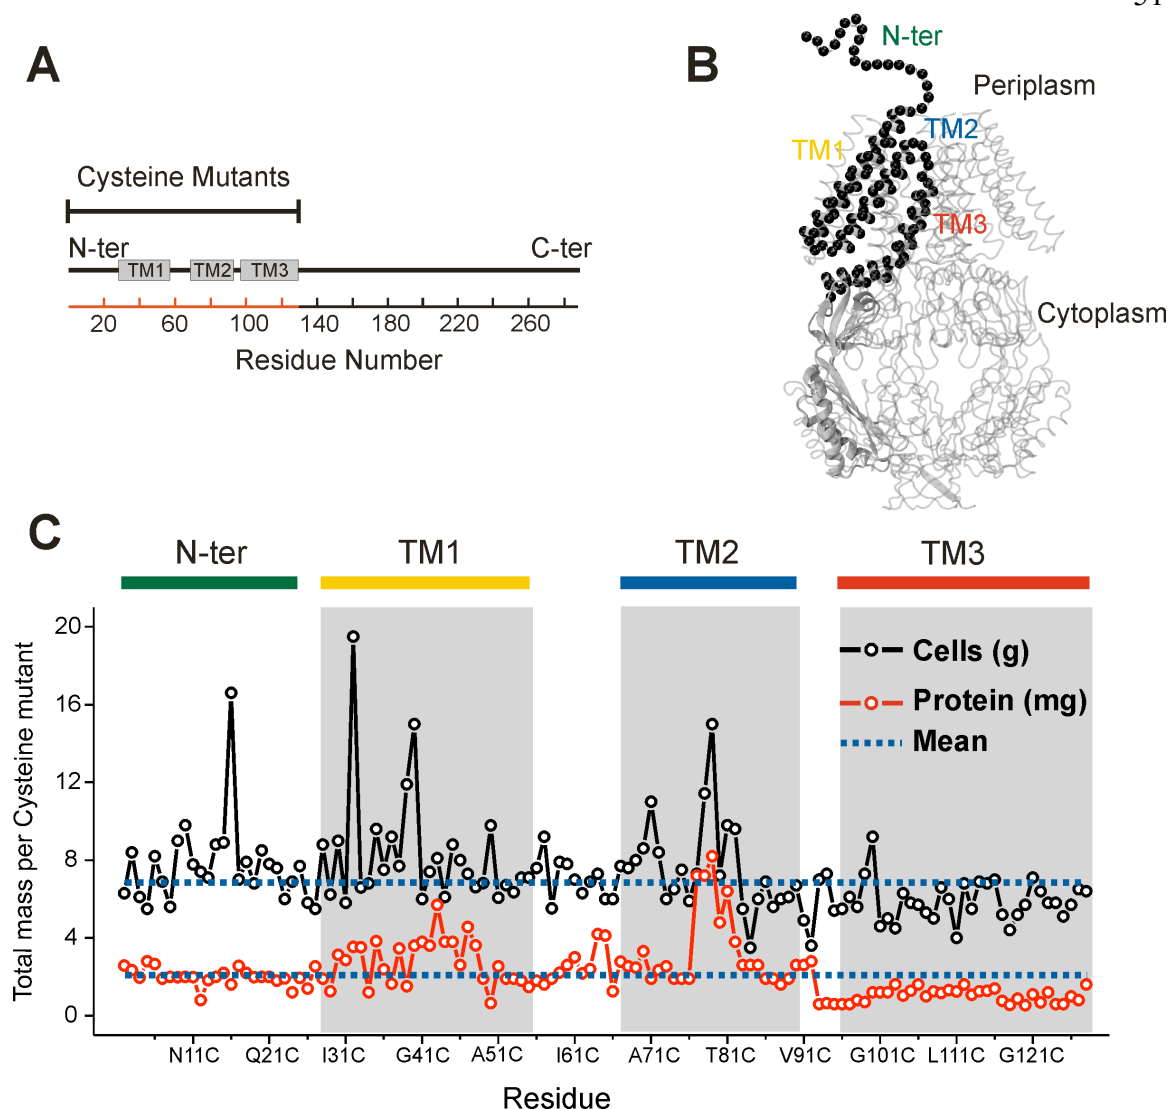 A
Cysteine Mutants
N-ter
C-ter
TM1 TM2 TM3
20 60 100 140 180 220 260
Residue Number
B
N-ter
Periplasm
TM2
TM1
TM3
Cytoplasm
C
N-ter TM1 TM2 TM3
Total mass per Cysteine mutant
20
16
12
8
4
0
Cells (g)
Protein (mg)
Mean
N11C Q21C I31C G41C A51C I61C A71C T81C V91C G101C L111C G121C
Residue